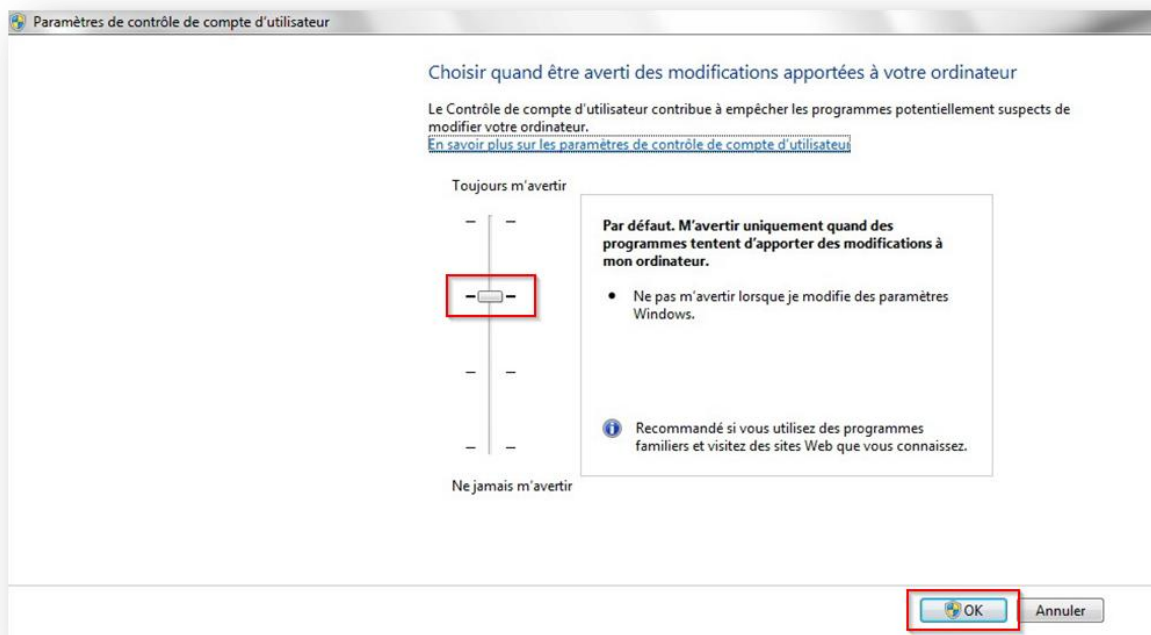 Paramètres de contrôle de compte d'utilisateur
Choisir quand être averti des modifications apportées à votre ordinateur
Le Contrôle de compte d'utilisateur contribue à empêcher les programmes potentiellement suspects de
modifier votre ordinateur.
En savoir plus sur les paramètres de contrôle de compte d'utilisateur
Toujours m'avertir
Par défaut. M'avertir uniquement quand des
programmes tentent d'apporter des modifications à
mon ordinateur.
• Ne pas m'avertir lorsque je modifie des paramètres
Windows.
Recommandé si vous utilisez des programmes
familiers et visitez des sites Web que vous connaissez.
Ne jamais m'avertir
OK
Annuler